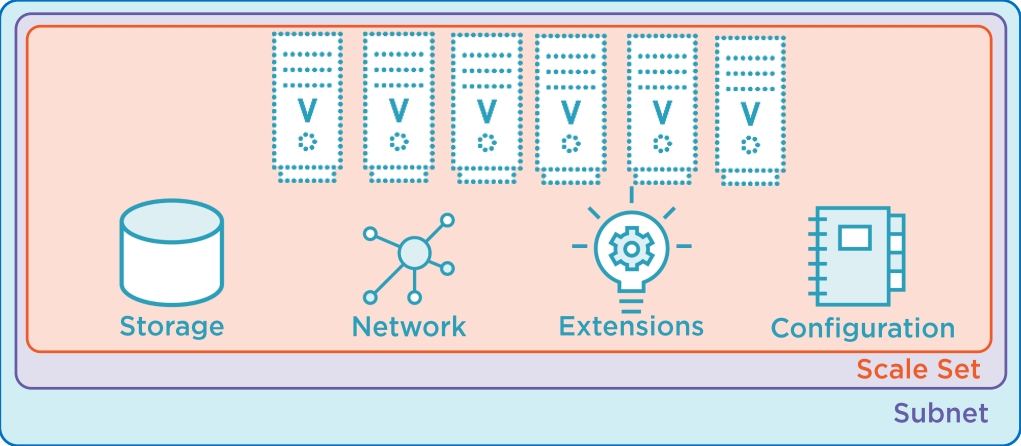 V V V V V V
Storage Network Extensions Configuration
Scale Set
Subnet